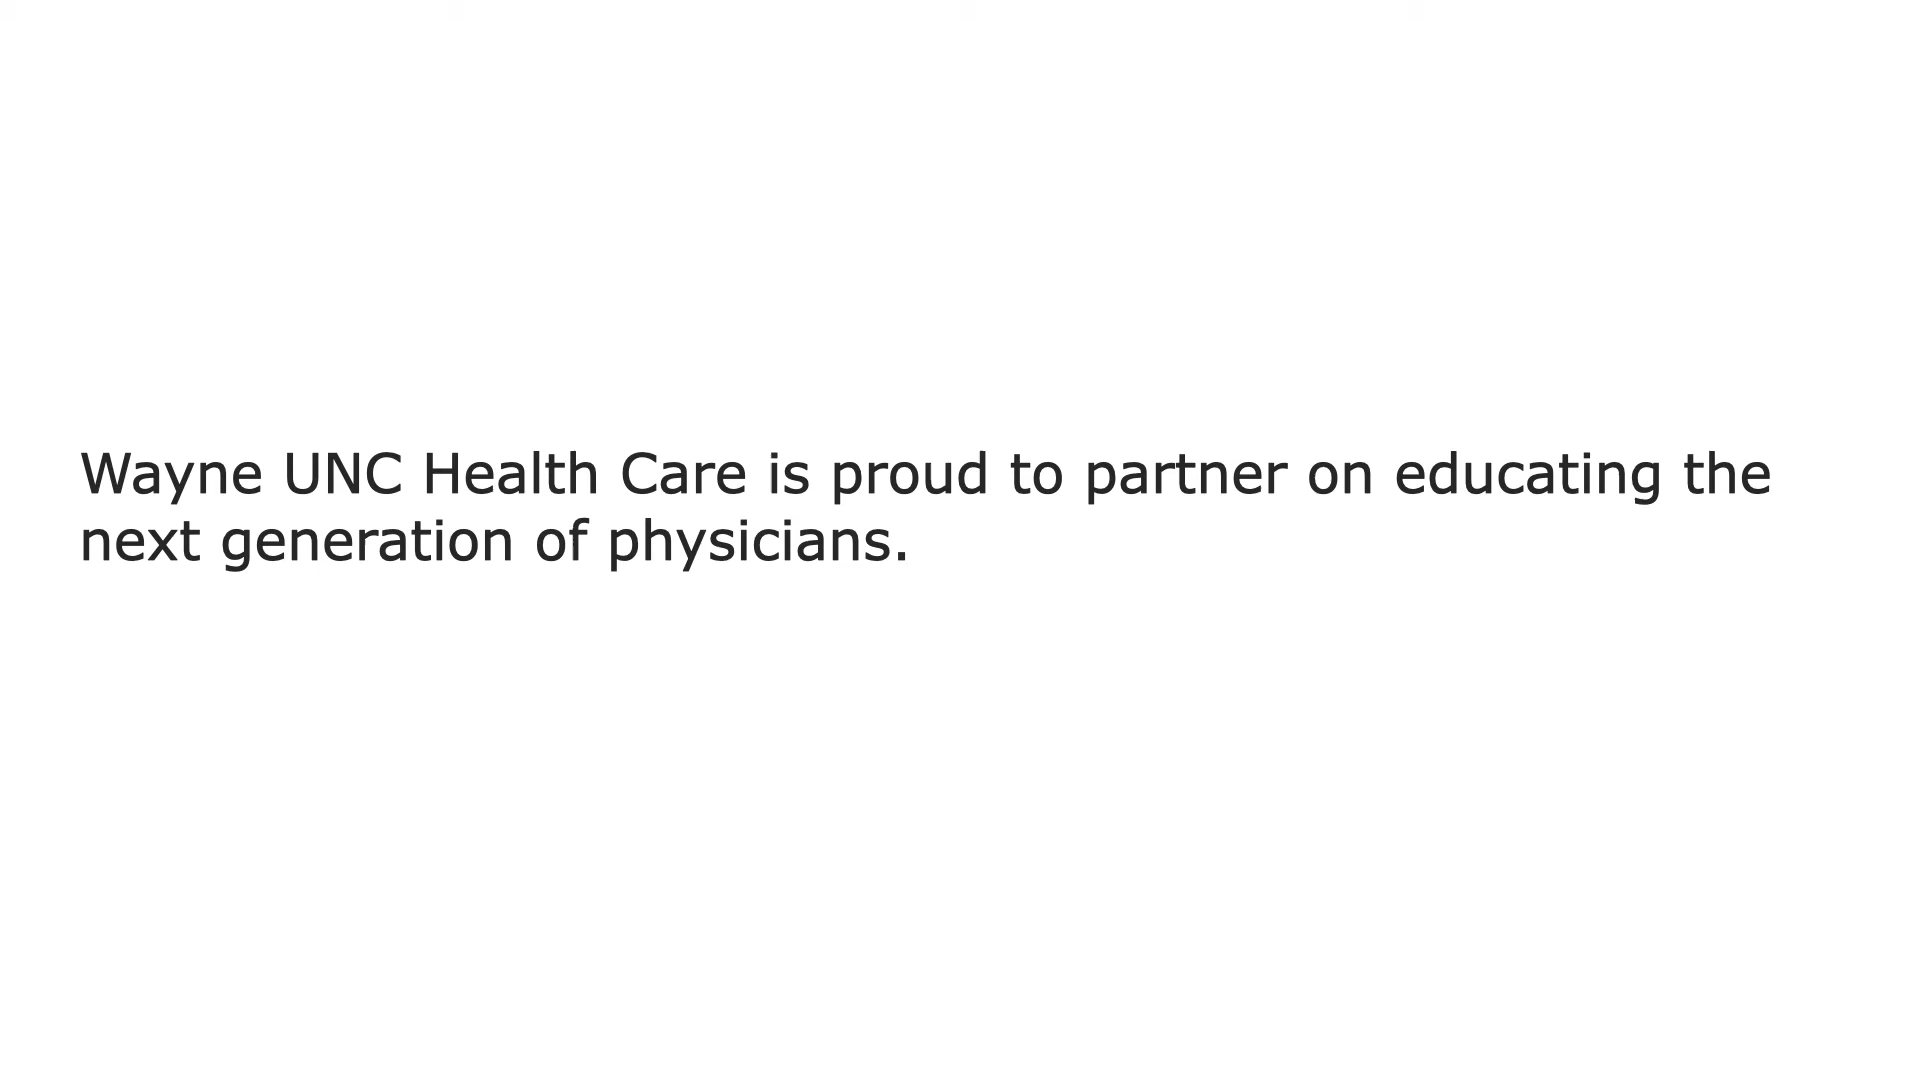 Wayne UNC Health Care is proud to partner on educating the
next generation of physicians.